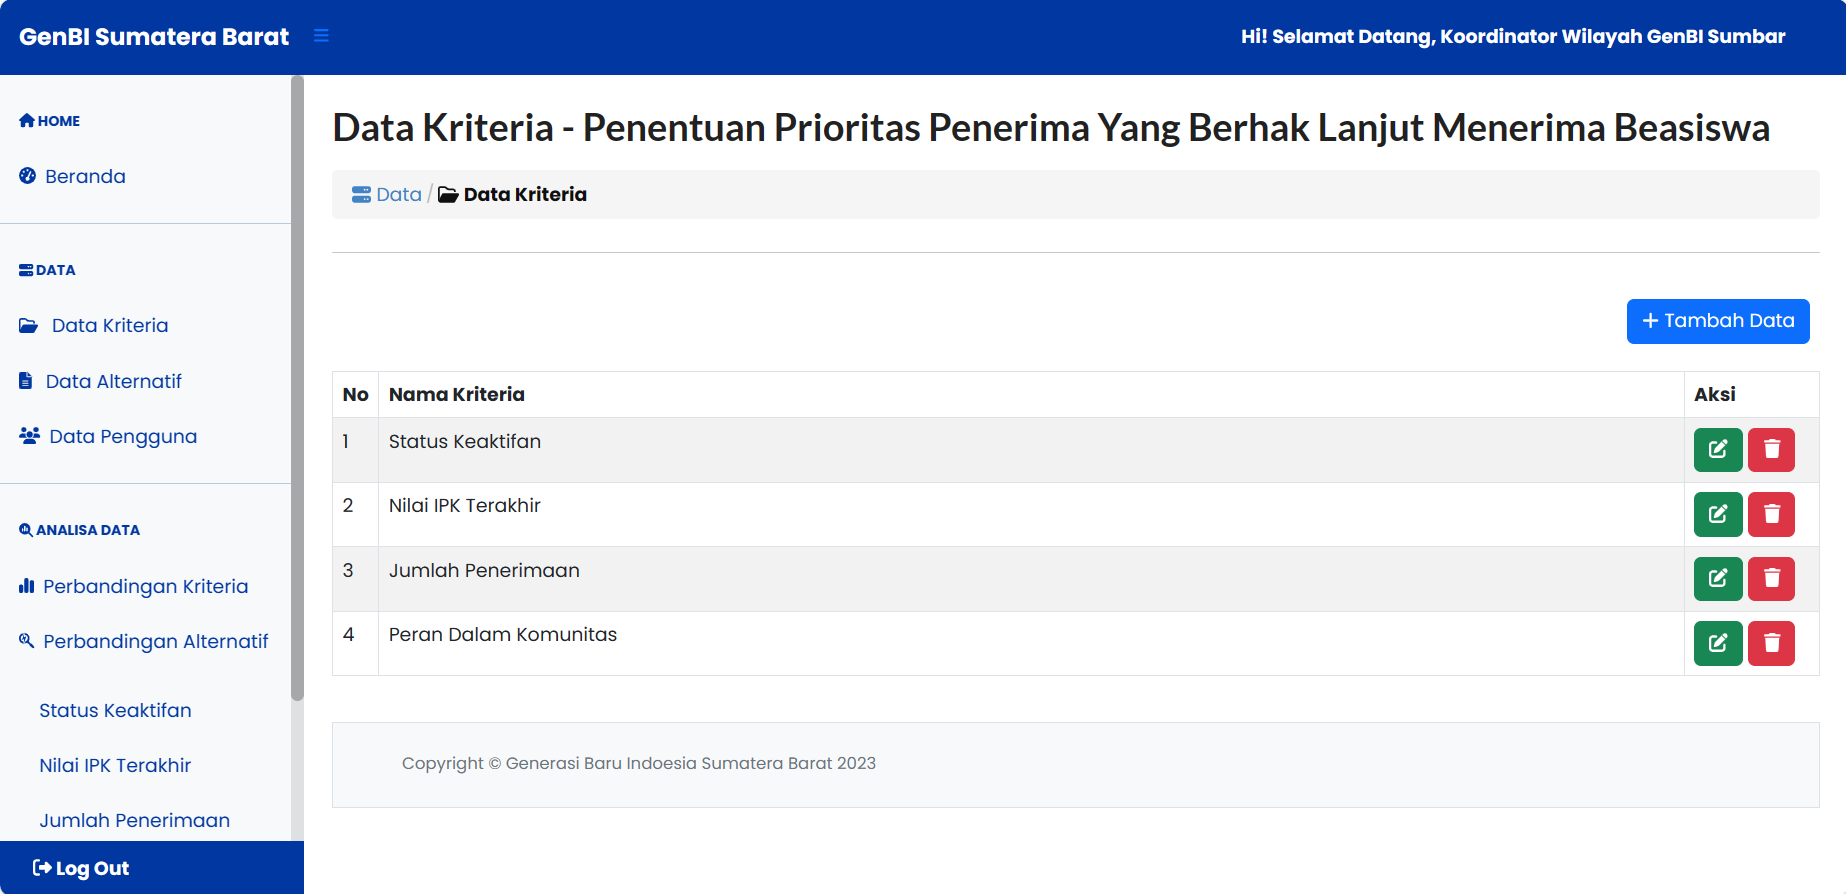 GenBI Sumatera Barat
Hi! Selamat Datang, Koordinator Wilayah GenBI Sumbar
HOME
Beranda
DATA
Data Kriteria
Data Alternatif
Data Pengguna
ANALISA DATA
Perbandingan Kriteria
Perbandingan Alternatif
Status Keaktifan
Nilai IPK Terakhir
Jumlah Penerimaan
Log Out
Data Kriteria - Penentuan Prioritas Penerima Yang Berhak Lanjut Menerima Beasiswa
Data / Data Kriteria
+ Tambah Data
No Nama Kriteria Aksi
1 Status Keaktifan
2 Nilai IPK Terakhir
3 Jumlah Penerimaan
4 Peran Dalam Komunitas
Copyright © Generasi Baru Indoesia Sumatera Barat 2023